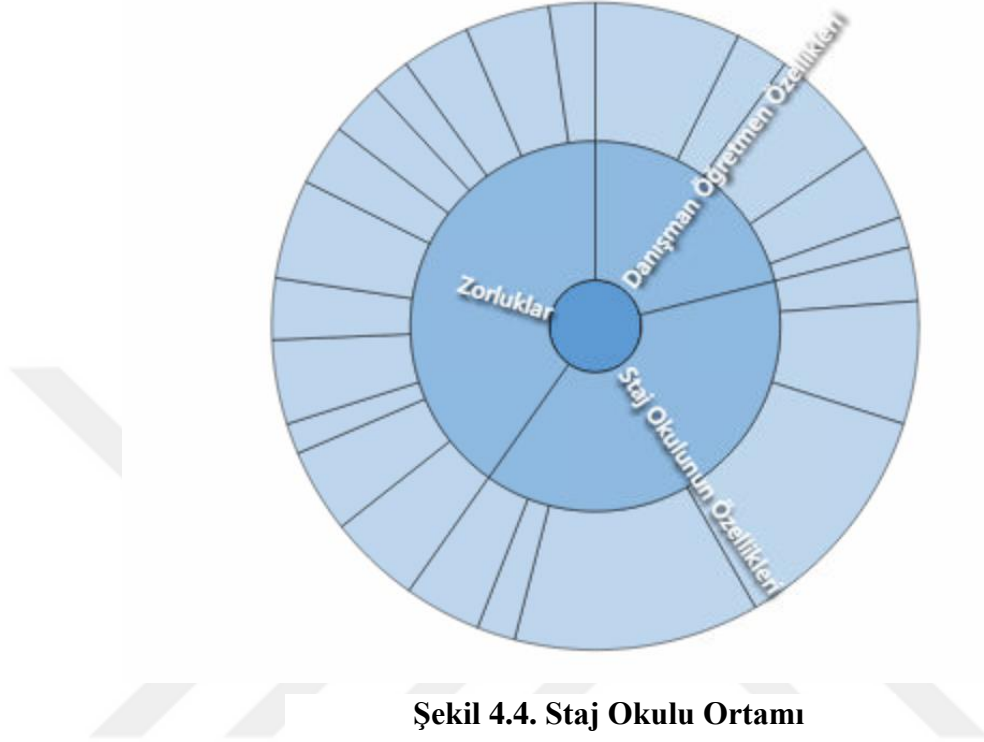 Danışman Öğretmen Özellikleri
Zorluklar
Staj Okulunun Özellikleri
Şekil 4.4. Staj Okulu Ortamı